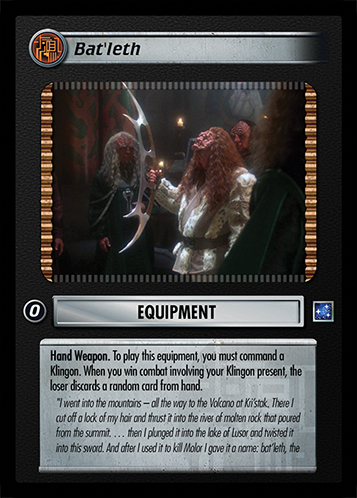 Bat'leth
0
EQUIPMENT
Hand Weapon. To play this equipment, you must command a
Klingon. When you win combat involving your Klingon present, the
loser discards a random card from hand.
"I went into the mountains – all the way to the Volcano at Kri'stak. There
I cut off a lock of my hair and thrust it into the river of molten rock that poured
from the summit. … then I plunged it into the lake of Lusor and twisted it
into this sword. And after I used it to kill Molor I gave it a name: bat'leth, the